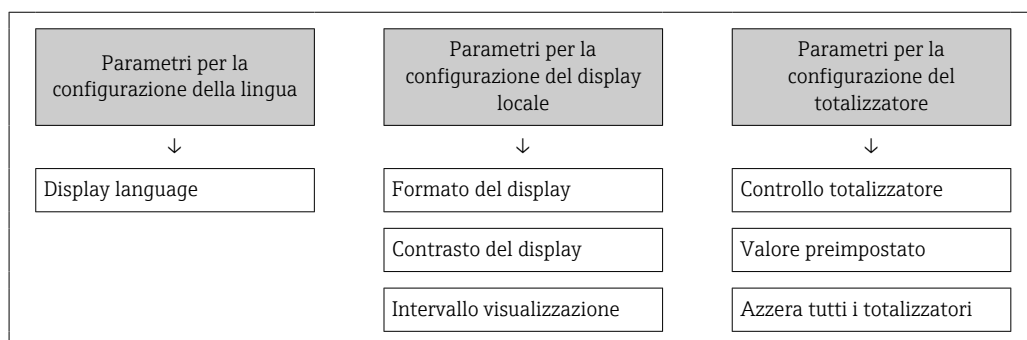 Parametri per la
configurazione della lingua
Parametri per la
configurazione del display
locale
Parametri per la
configurazione del
totalizzatore
↓
↓
↓
Display language
Formato del display
Controllo totalizzatore
Contrasto del display
Valore preimpostato
Intervallo visualizzazione
Azzera tutti i totalizzatori